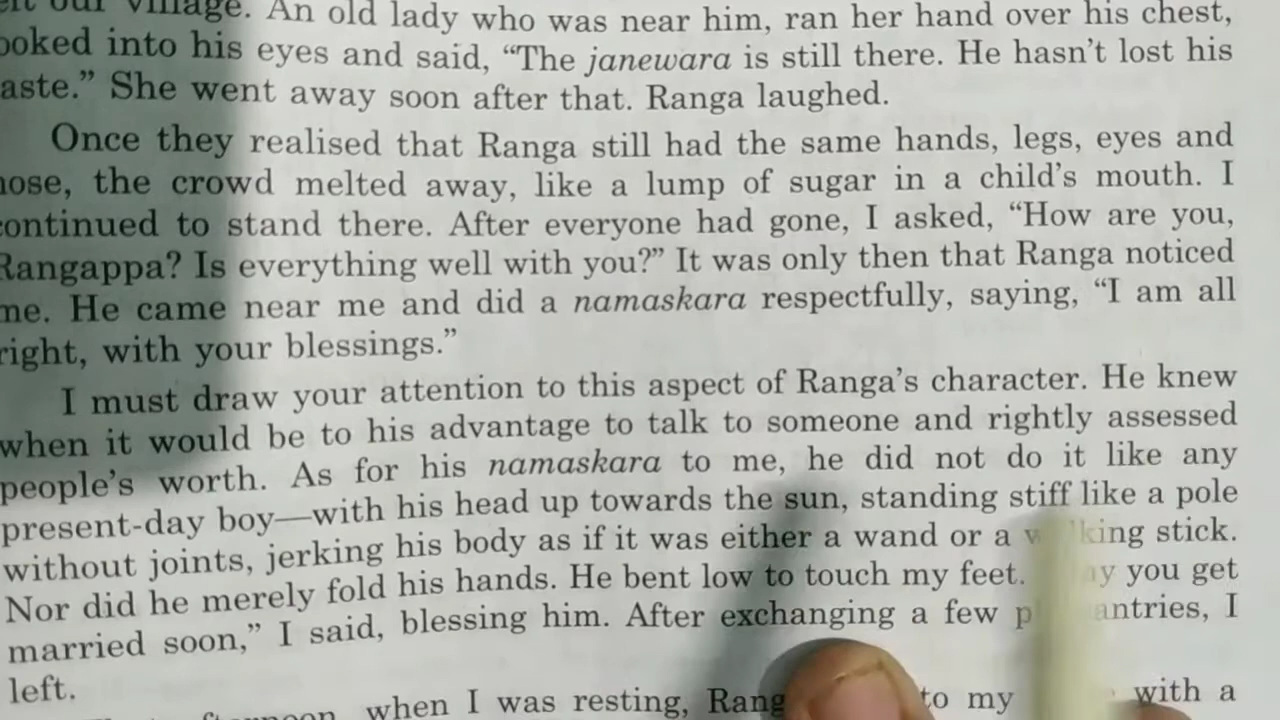 our village. An old lady who was near him, ran her hand over his chest,
ooked into his eyes and said, “The janewara is still there. He hasn’t lost his
aste.” She went away soon after that. Ranga laughed.
Once they realised that Ranga still had the same hands, legs, eyes and
nose, the crowd melted away, like a lump of sugar in a child’s mouth. I
continued to stand there. After everyone had gone, I asked, “How are you,
Rangappa? Is everything well with you?” It was only then that Ranga noticed
me. He came near me and did a namaskara respectfully, saying, “I am all
right, with your blessings.”
I must draw your attention to this aspect of Ranga’s character. He knew
when it would be to his advantage to talk to someone and rightly assessed
people’s worth. As for his namaskara to me, he did not do it like any
present-day boy—with his head up towards the sun, standing stiff like a pole
without joints, jerking his body as if it was either a wand or a king stick.
Nor did he merely fold his hands. He bent low to touch my feet. ay you get
married soon,” I said, blessing him. After exchanging a few p antries, I
left.
when I was resting, Rang to my with a